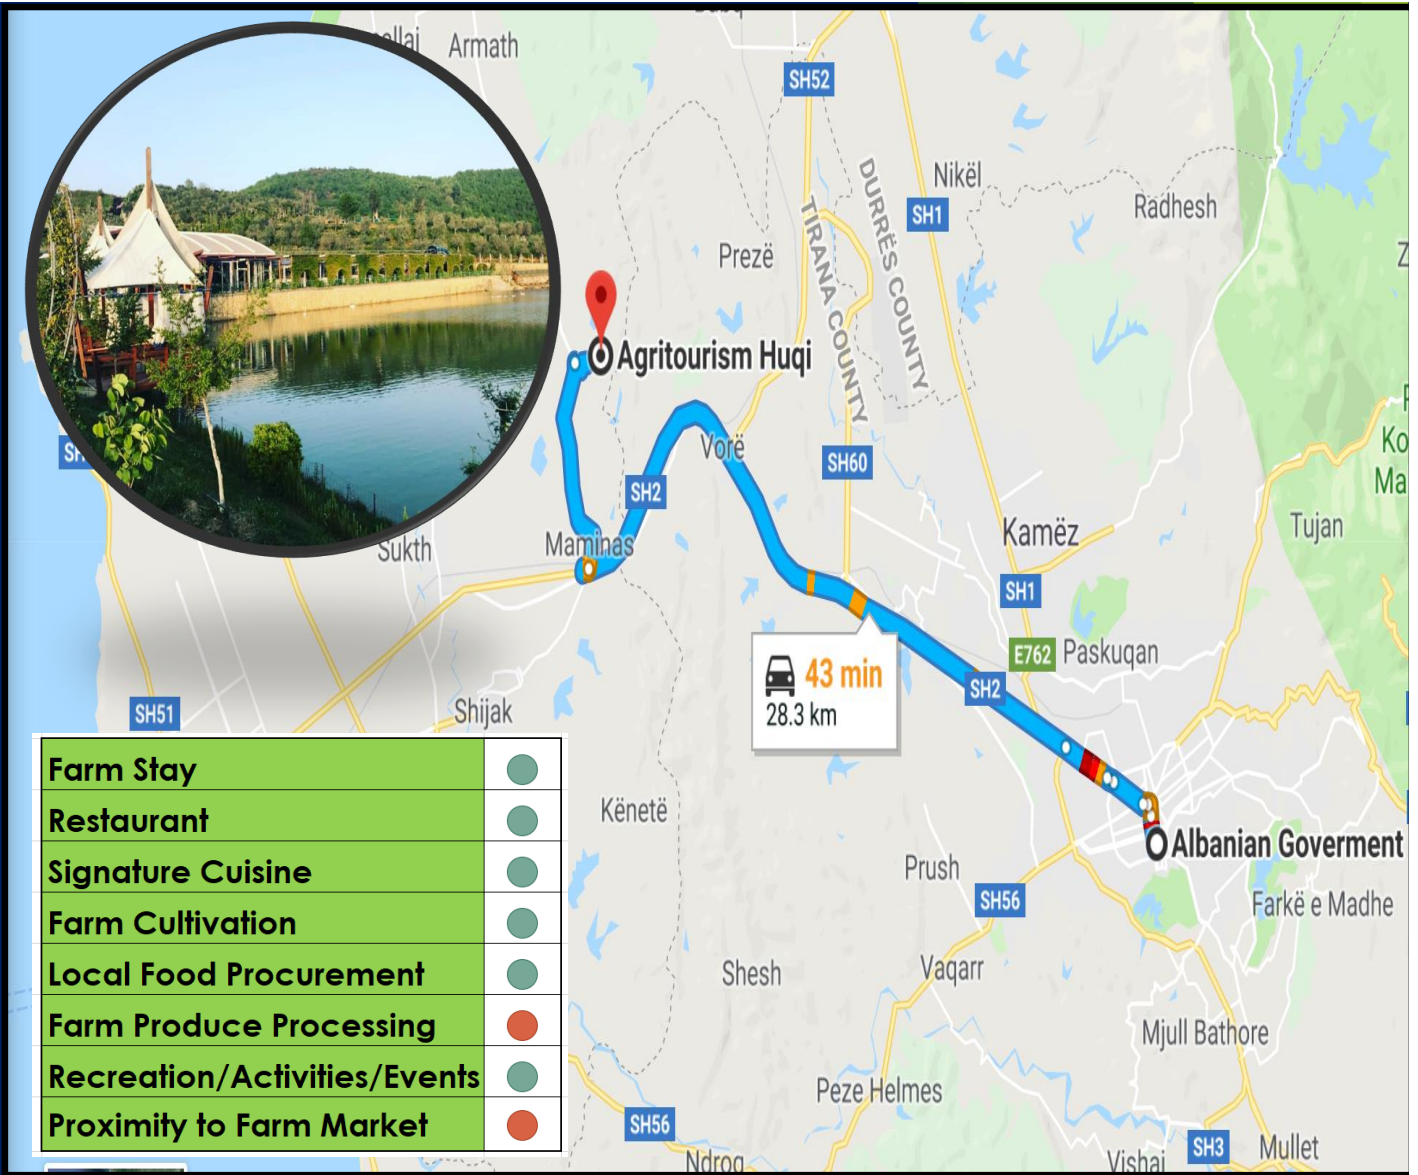 Armath
SH52
Nikël
SH1
Radhesh
DURRËS COUNTY
TIRANA COUNTY
Prezë
Agritourism Huqi
Vorë
SH60
SH2
Kamëz
Tujan
Sukth
Maminas
SH1
E762
Paskuqan
43 min
28.3 km
SH2
SH51
Shijak
Kënetë
Albanian Goverment
Prush
SH56
Farkë e Madhe
Shesh
Vaqarr
Mjull Bathore
Peze Helmes
SH56
Ndroq
SH3
Mullet
Vishaj
Farm Stay
Restaurant
Signature Cuisine
Farm Cultivation
Local Food Procurement
Farm Produce Processing
Recreation/Activities/Events
Proximity to Farm Market